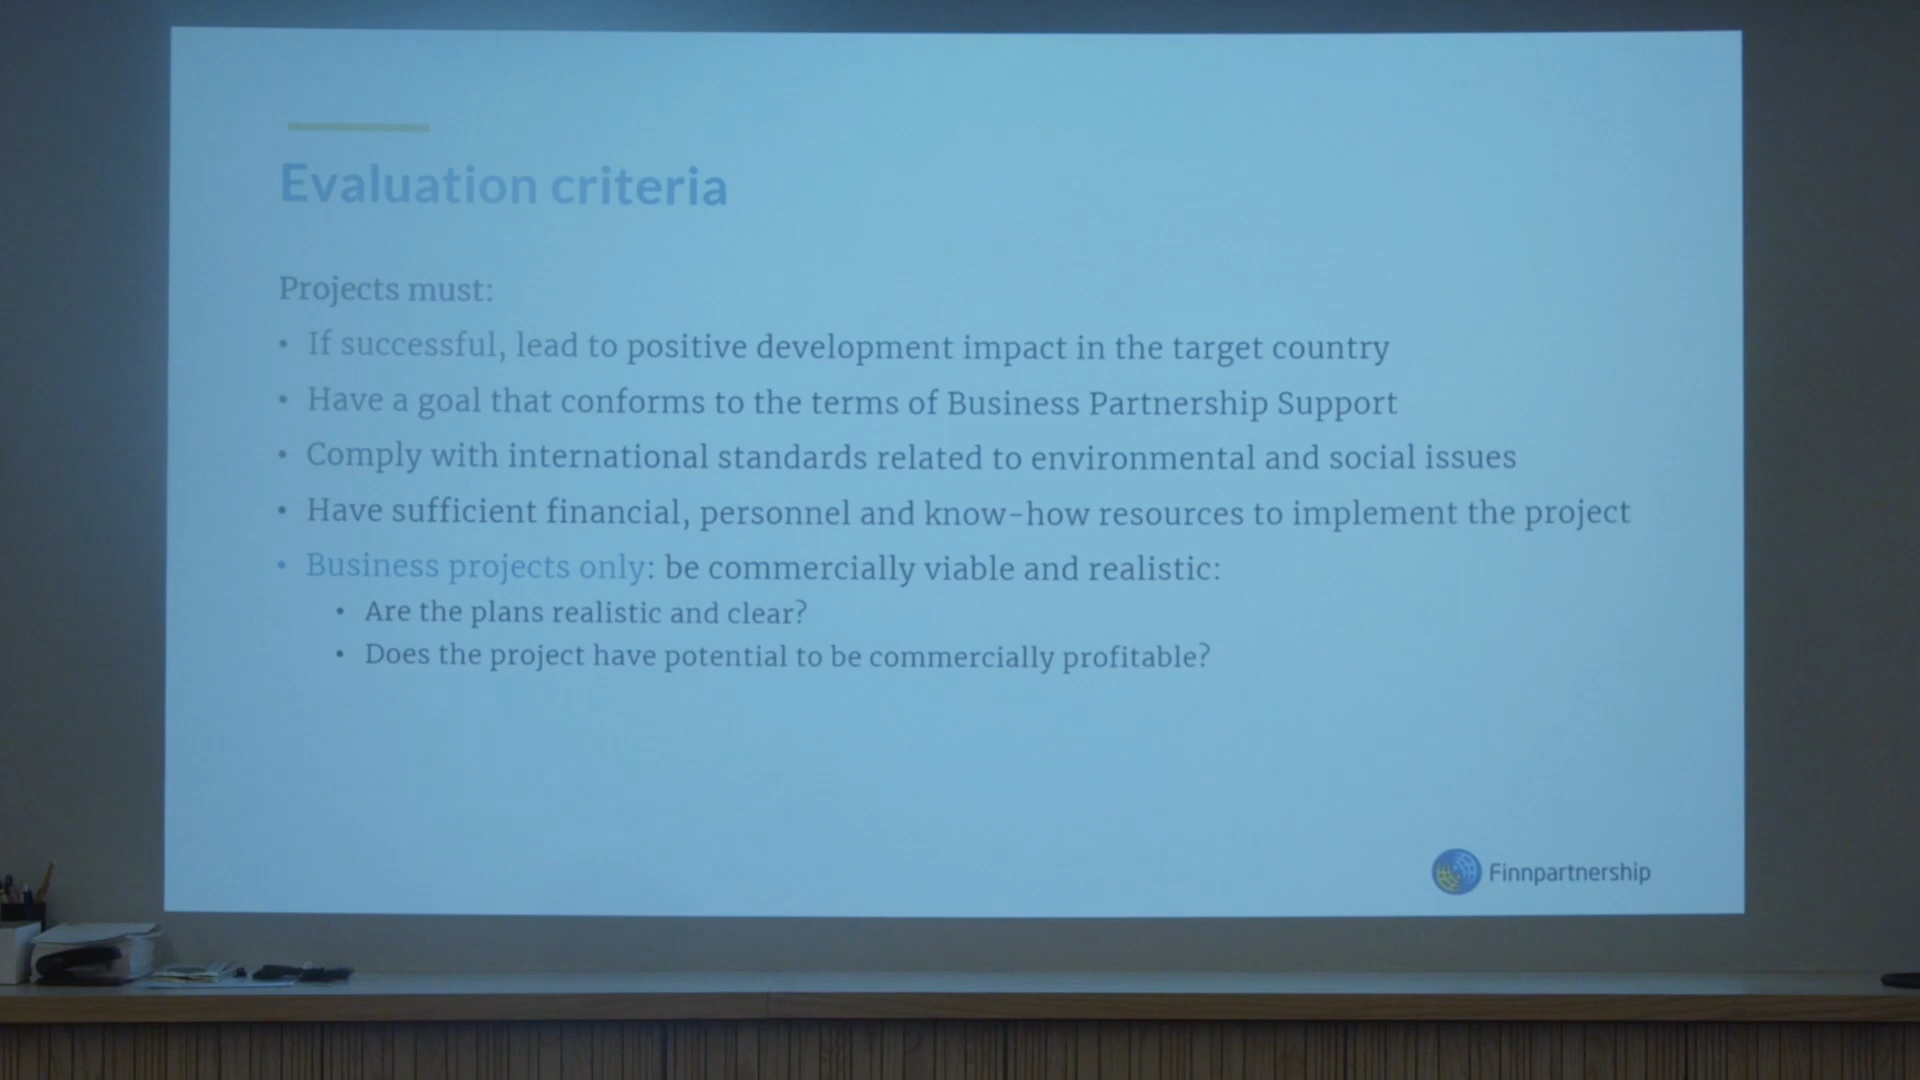 Evaluation criteria
Projects must:
• If successful, lead to positive development impact in the target country
• Have a goal that conforms to the terms of Business Partnership Support
• Comply with international standards related to environmental and social issues
• Have sufficient financial, personnel and know-how resources to implement the project
• Business projects only: be commercially viable and realistic:
• Are the plans realistic and clear?
• Does the project have potential to be commercially profitable?
Finnpartnership